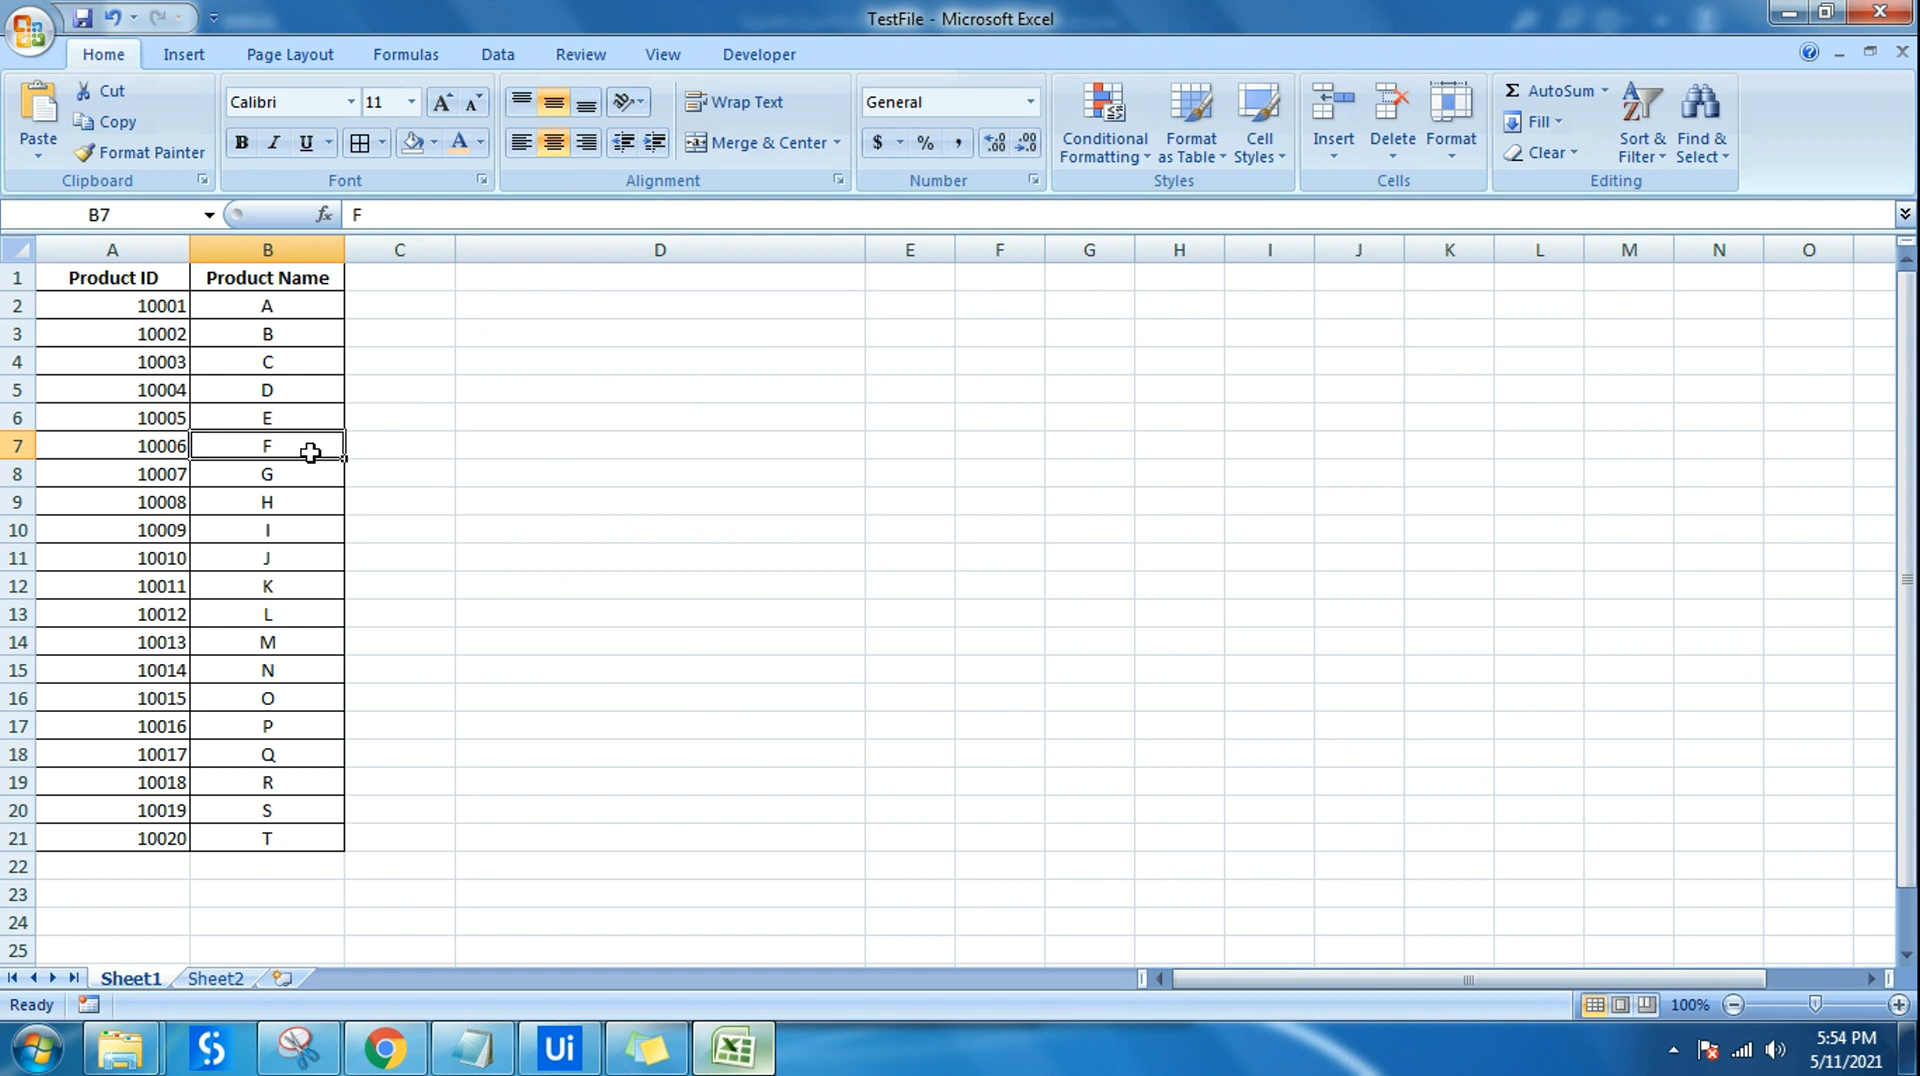 TestFile - Microsoft Excel
Home Insert Page Layout Formulas Data Review View Developer
Paste
Cut
Copy
Format Painter
Clipboard
Calibri 11
B I U
Font
Wrap Text
Merge & Center
Alignment
General
$ % ,
Number
Conditional Formatting
Format as Table
Cell Styles
Styles
Insert Delete Format
Cells
Σ AutoSum
Fill
Clear
Sort & Filter
Find & Select
Editing
B7 fx F
A B C D E F G H I J K L M N O
1 Product ID Product Name
2 10001 A
3 10002 B
4 10003 C
5 10004 D
6 10005 E
7 10006 F
8 10007 G
9 10008 H
10 10009 I
11 10010 J
12 10011 K
13 10012 L
14 10013 M
15 10014 N
16 10015 O
17 10016 P
18 10017 Q
19 10018 R
20 10019 S
21 10020 T
22
23
24
25
Sheet1 Sheet2
Ready 100%
Ui
5:54 PM
5/11/2021